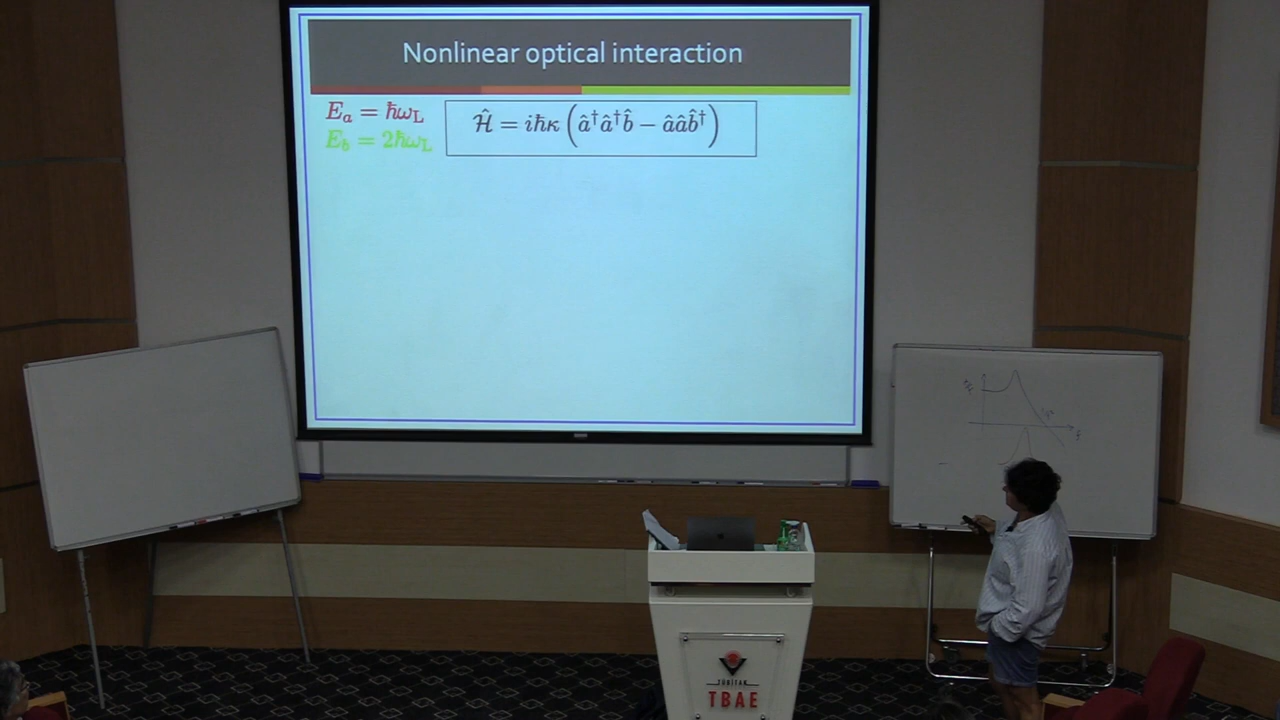 Nonlinear optical interaction
E_a = ħω_L
E_b = 2ħω_L
Ĥ = iħκ (â†â†b̂ − ââb̂†)
TÜBİTAK
TBAE